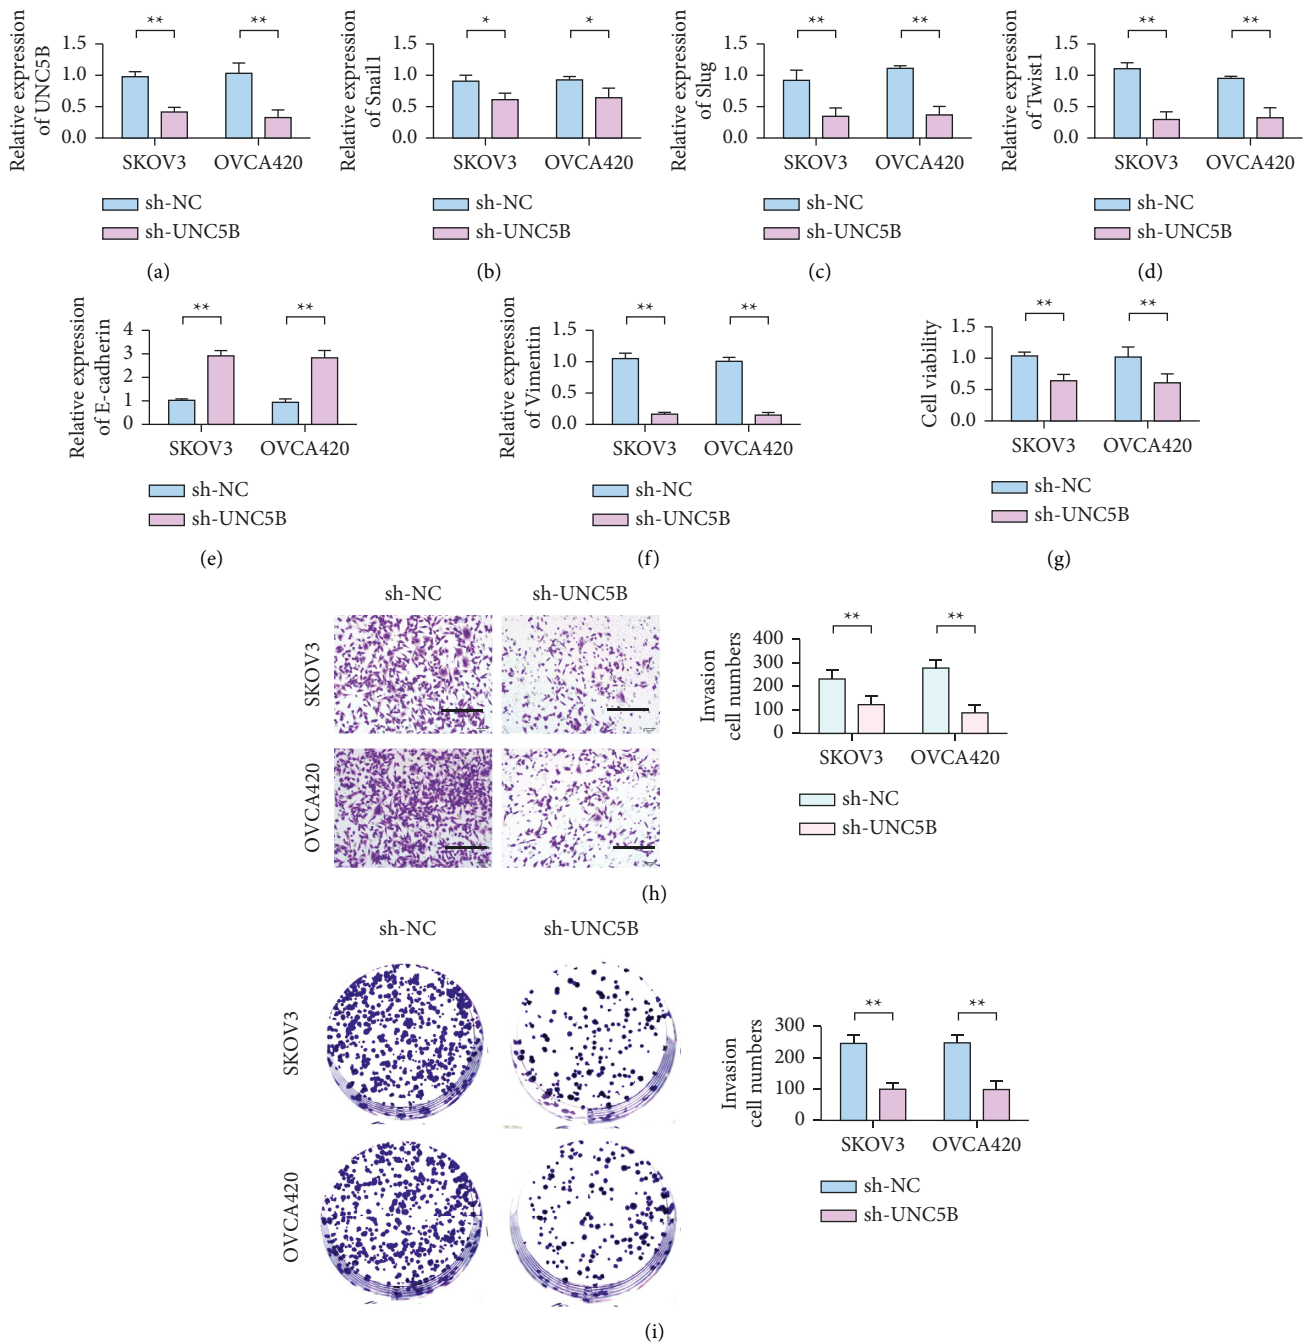 Relative expression
of UNC5B
1.5
1.0
0.5
0.0
**
**
SKOV3
OVCA420
sh-NC
sh-UNC5B
(a)
Relative expression
of Snail1
1.5
1.0
0.5
0.0
*
*
SKOV3
OVCA420
sh-NC
sh-UNC5B
(b)
Relative expression
of Slug
1.5
1.0
0.5
0.0
**
**
SKOV3
OVCA420
sh-NC
sh-UNC5B
(c)
Relative expression
of Twist1
1.5
1.0
0.5
0.0
**
**
SKOV3
OVCA420
sh-NC
sh-UNC5B
(d)
Relative expression
of E-cadherin
4
3
2
1
0
**
**
SKOV3
OVCA420
sh-NC
sh-UNC5B
(e)
Relative expression
of Vimentin
1.5
1.0
0.5
0.0
**
**
SKOV3
OVCA420
sh-NC
sh-UNC5B
(f)
Cell viability
1.5
1.0
0.5
0.0
**
**
SKOV3
OVCA420
sh-NC
sh-UNC5B
(g)
sh-NC
sh-UNC5B
SKOV3
OVCA420
Invasion
cell numbers
400
300
200
100
0
**
**
SKOV3
OVCA420
sh-NC
sh-UNC5B
(h)
sh-NC
sh-UNC5B
SKOV3
OVCA420
Invasion
cell numbers
300
200
100
0
**
**
SKOV3
OVCA420
sh-NC
sh-UNC5B
(i)